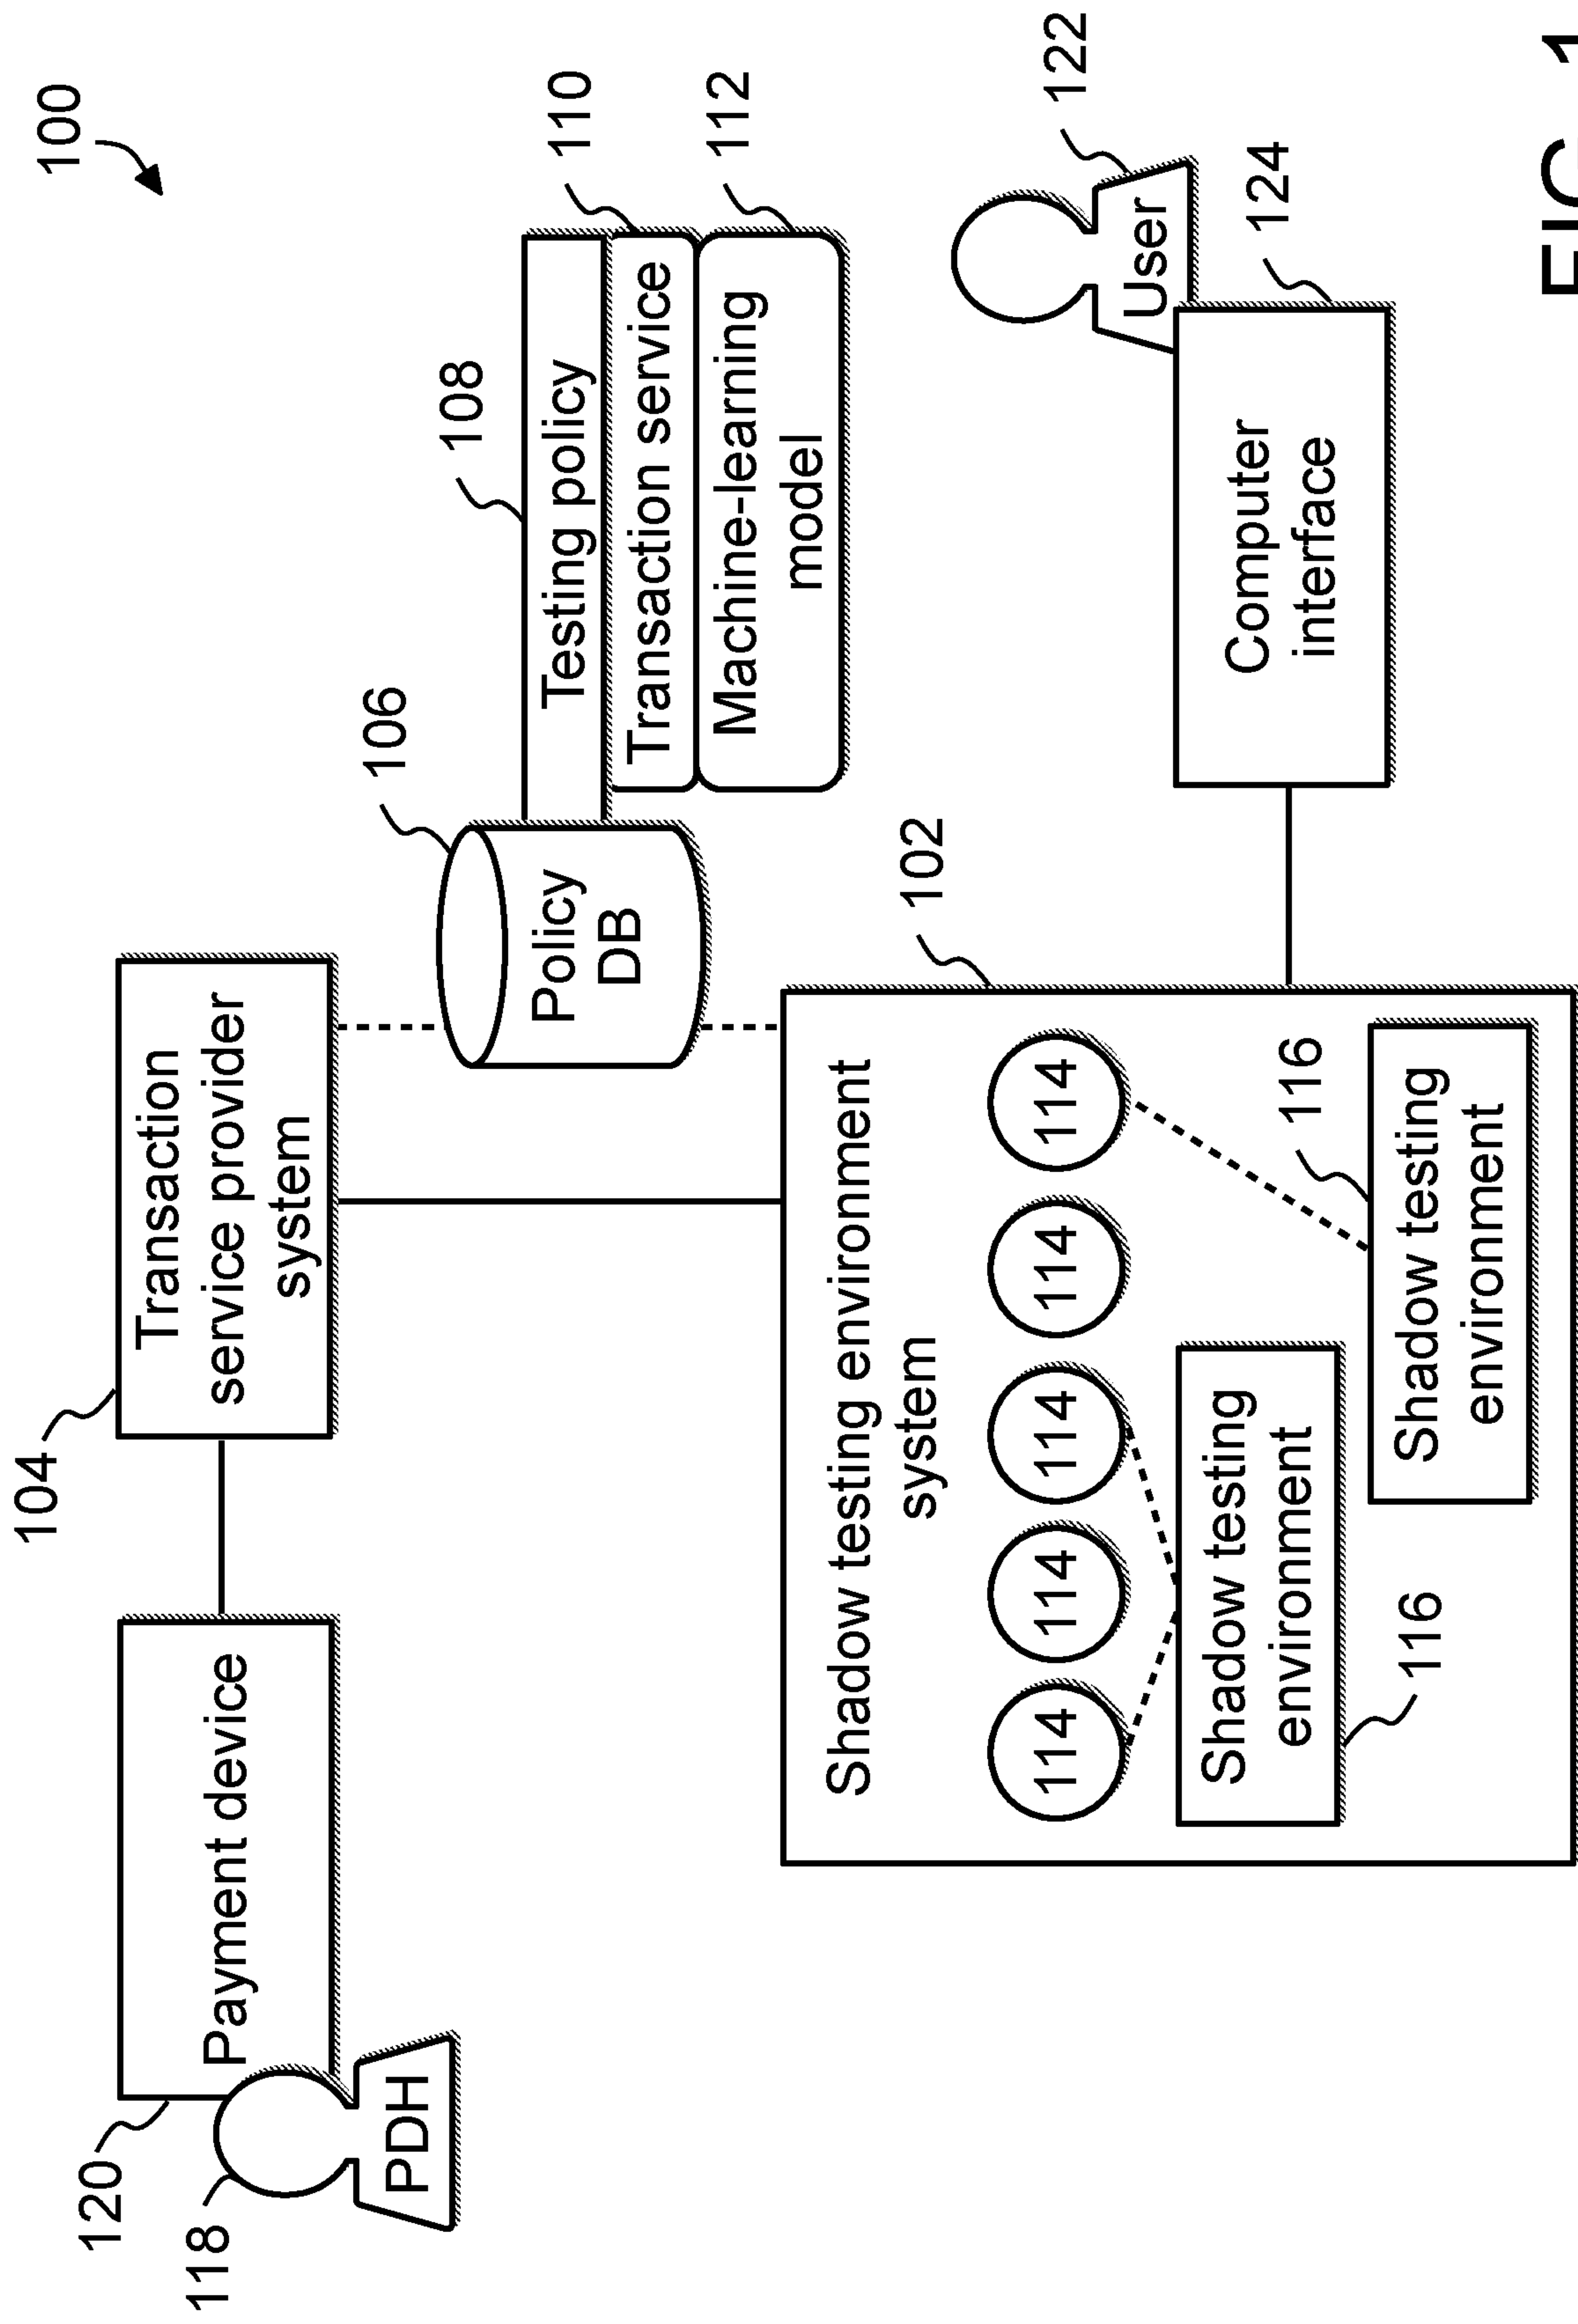 100
104
120
118
Payment device
PDH
Transaction
service provider
system
106
Policy
DB
108
Testing policy
110
Transaction service
112
Machine-learning
model
102
Shadow testing environment
system
114
114
114
114
114
Shadow testing
environment
116
Shadow testing
environment
116
122
User
124
Computer
interface